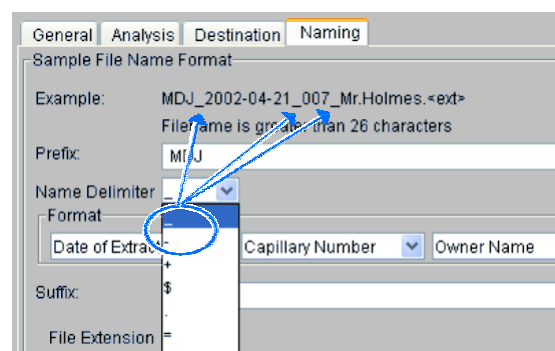 General Analysis Destination Naming
Sample File Name Format
Example: MDJ_2002-04-21_007_Mr.Holmes.<ext>
Filename is greater than 26 characters
Prefix: MDJ
Name Delimiter _
_
Format
-
Date of Extrac Capillary Number Owner Name
+
Suffix: $
.
File Extension =